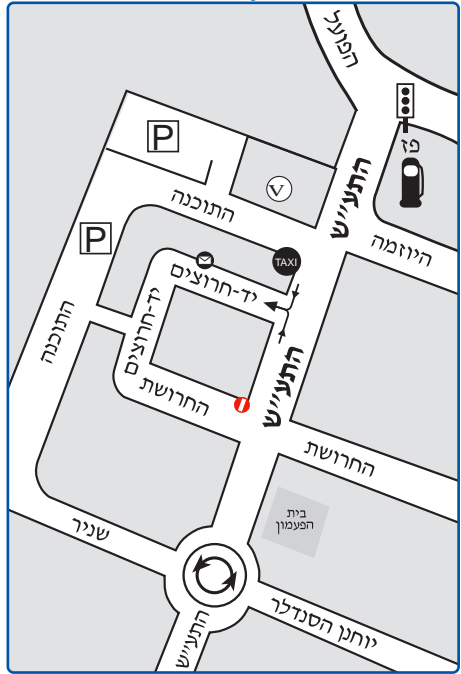 הפועל
פז
P
V
התוכנה
התע״ש
היוזמה
P
TAXI
יד-חרוצים
התוכנה
יד-חרוצים
התע״ש
החרושת
החרושת
בית
הפעמון
שניר
יוחנן הסנדלר
התע״ש